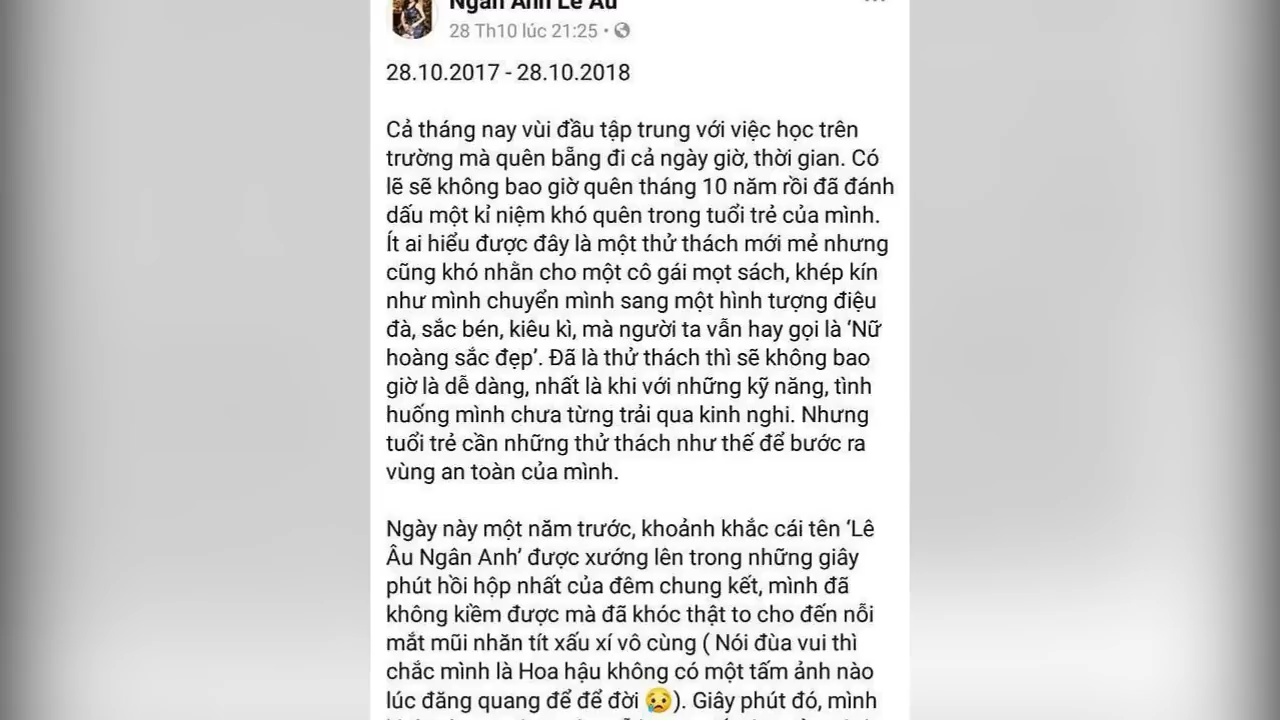 Ngân Anh Lê Âu
28 Th10 lúc 21:25 •
28.10.2017 - 28.10.2018
Cả tháng nay vùi đầu tập trung với việc học trên
trường mà quên bẵng đi cả ngày giờ, thời gian. Có
lẽ sẽ không bao giờ quên tháng 10 năm rồi đã đánh
dấu một kỉ niệm khó quên trong tuổi trẻ của mình.
Ít ai hiểu được đây là một thử thách mới mẻ nhưng
cũng khó nhằn cho một cô gái mọt sách, khép kín
như mình chuyển mình sang một hình tượng điệu
đà, sắc bén, kiêu kì, mà người ta vẫn hay gọi là ‘Nữ
hoàng sắc đẹp’. Đã là thử thách thì sẽ không bao
giờ là dễ dàng, nhất là khi với những kỹ năng, tình
huống mình chưa từng trải qua kinh nghi. Nhưng
tuổi trẻ cần những thử thách như thế để bước ra
vùng an toàn của mình.
Ngày này một năm trước, khoảnh khắc cái tên ‘Lê
Âu Ngân Anh’ được xướng lên trong những giây
phút hồi hộp nhất của đêm chung kết, mình đã
không kiềm được mà đã khóc thật to cho đến nỗi
mắt mũi nhăn tít xấu xí vô cùng ( Nói đùa vui thì
chắc mình là Hoa hậu không có một tấm ảnh nào
lúc đăng quang để để đời 😢). Giây phút đó, mình